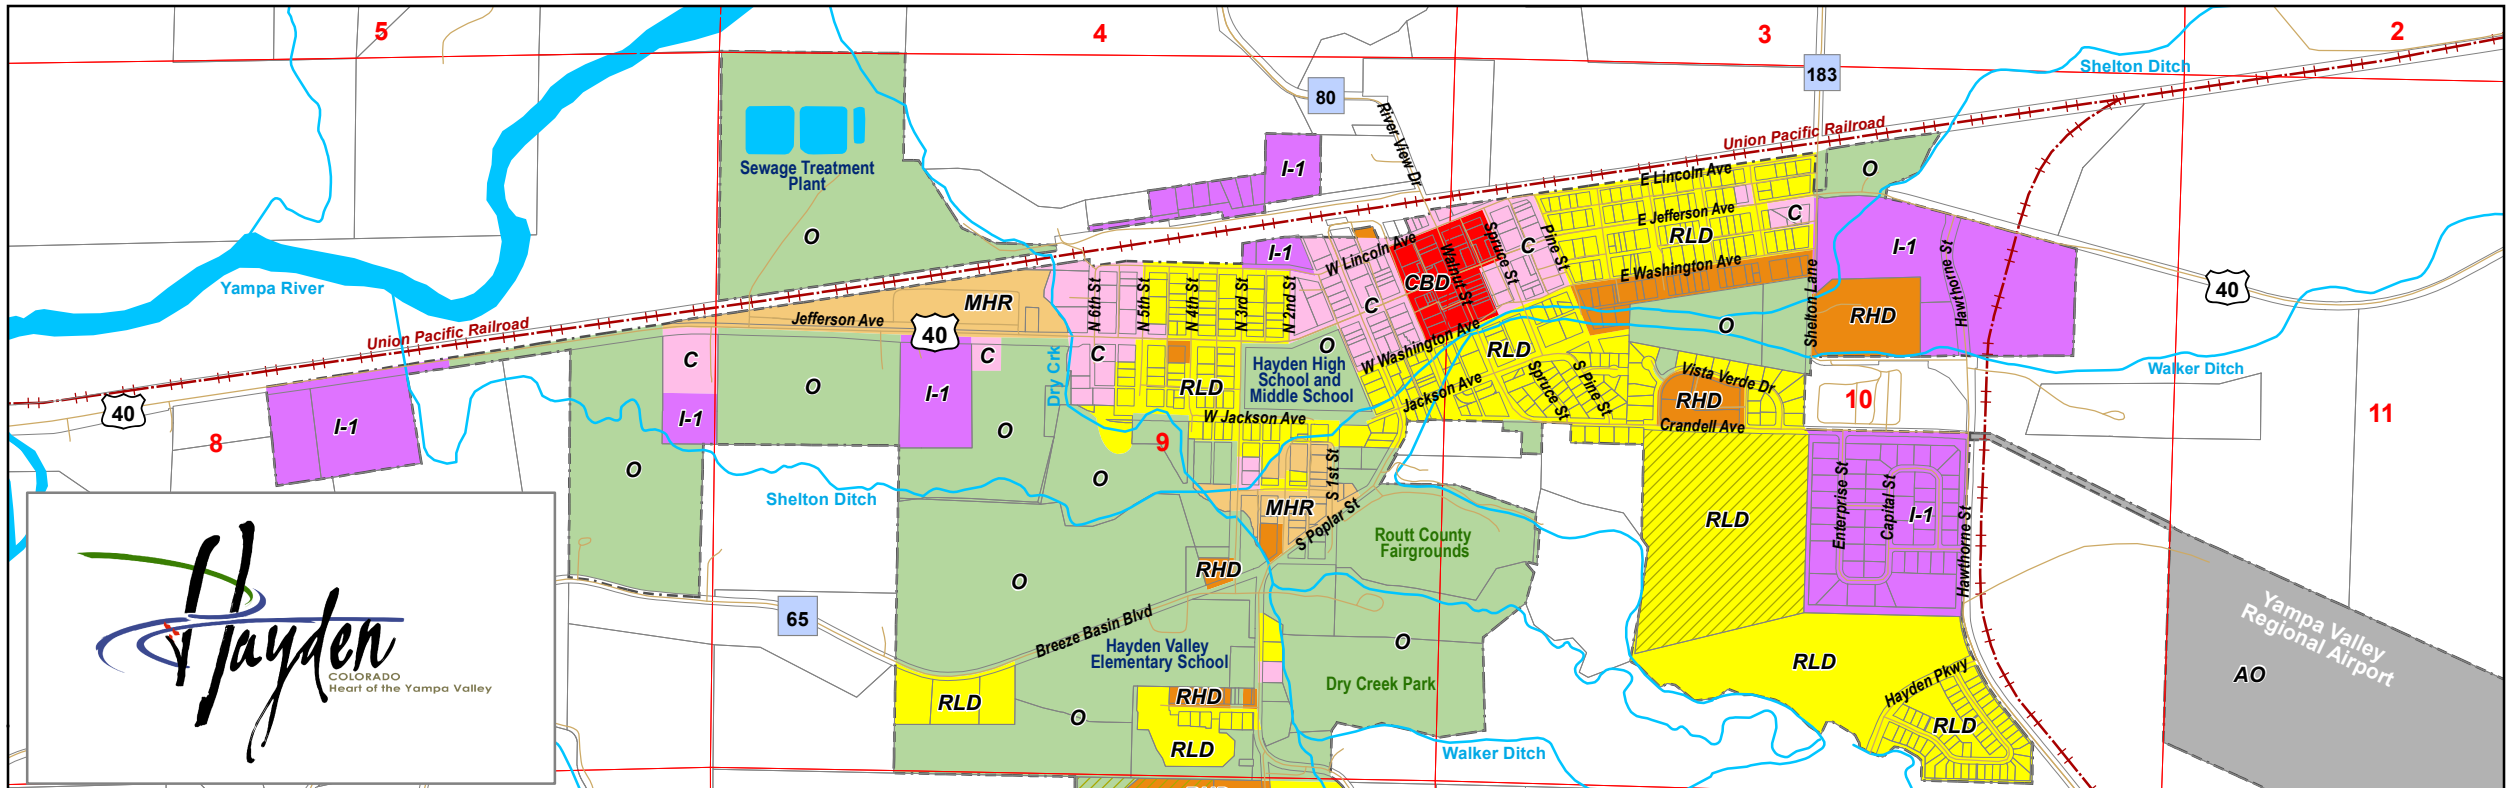 5
4
3
2
183
Shelton Ditch
80
River View Dr
Union Pacific Railroad
Sewage Treatment
Plant
I-1
E Lincoln Ave
O
O
E Jefferson Ave
C
RLD
I-1
Hawthorne St
40
Yampa River
I-1
W Lincoln Ave
CBD
Walnut St
Spruce St
C
Pine St
E Washington Ave
Shelton Lane
MHR
Jefferson Ave
40
N 6th St
N 5th St
N 4th St
N 3rd St
N 2nd St
C
RHD
O
Union Pacific Railroad
C
C
C
Dry Crk
O
W Washington Ave
RLD
Hayden High
School and
Middle School
Walker Ditch
40
O
I-1
RLD
Jackson Ave
Spruce St
S Pine St
Vista Verde Dr
RHD
10
11
I-1
I-1
8
W Jackson Ave
Crandell Ave
O
9
O
O
S 1st St
Shelton Ditch
MHR
S Poplar St
RLD
Enterprise St
Capital St
I-1
Hawthorne St
Routt County
Fairgrounds
RHD
O
65
Breeze Basin Blvd
Hayden Valley
Elementary School
O
Yampa Valley
Regional Airport
AO
RLD
Dry Creek Park
Hayden Pkwy
RLD
RHD
O
RLD
RLD
Walker Ditch
Hayden
COLORADO
Heart of the Yampa Valley